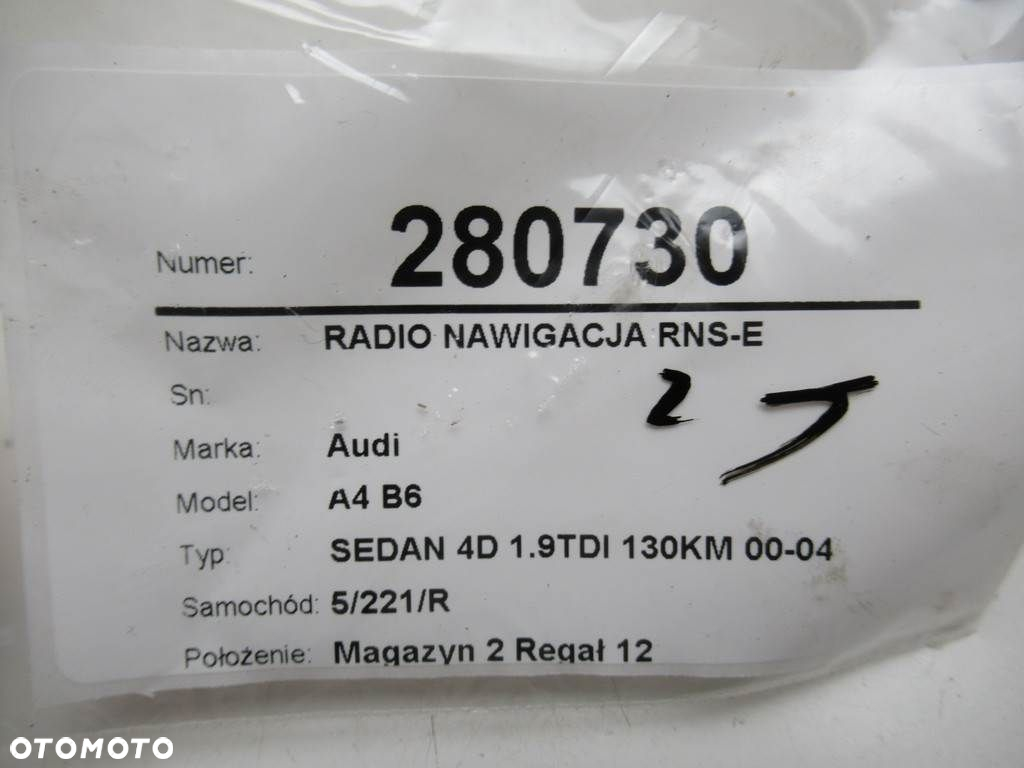 Numer: 280730
Nazwa: RADIO NAWIGACJA RNS-E
Sn:
2
Marka: Audi
Model: A4 B6
Typ: SEDAN 4D 1.9TDI 130KM 00-04
Samochód: 5/221/R
Położenie: Magazyn 2 Regał 12
OTOMOTO